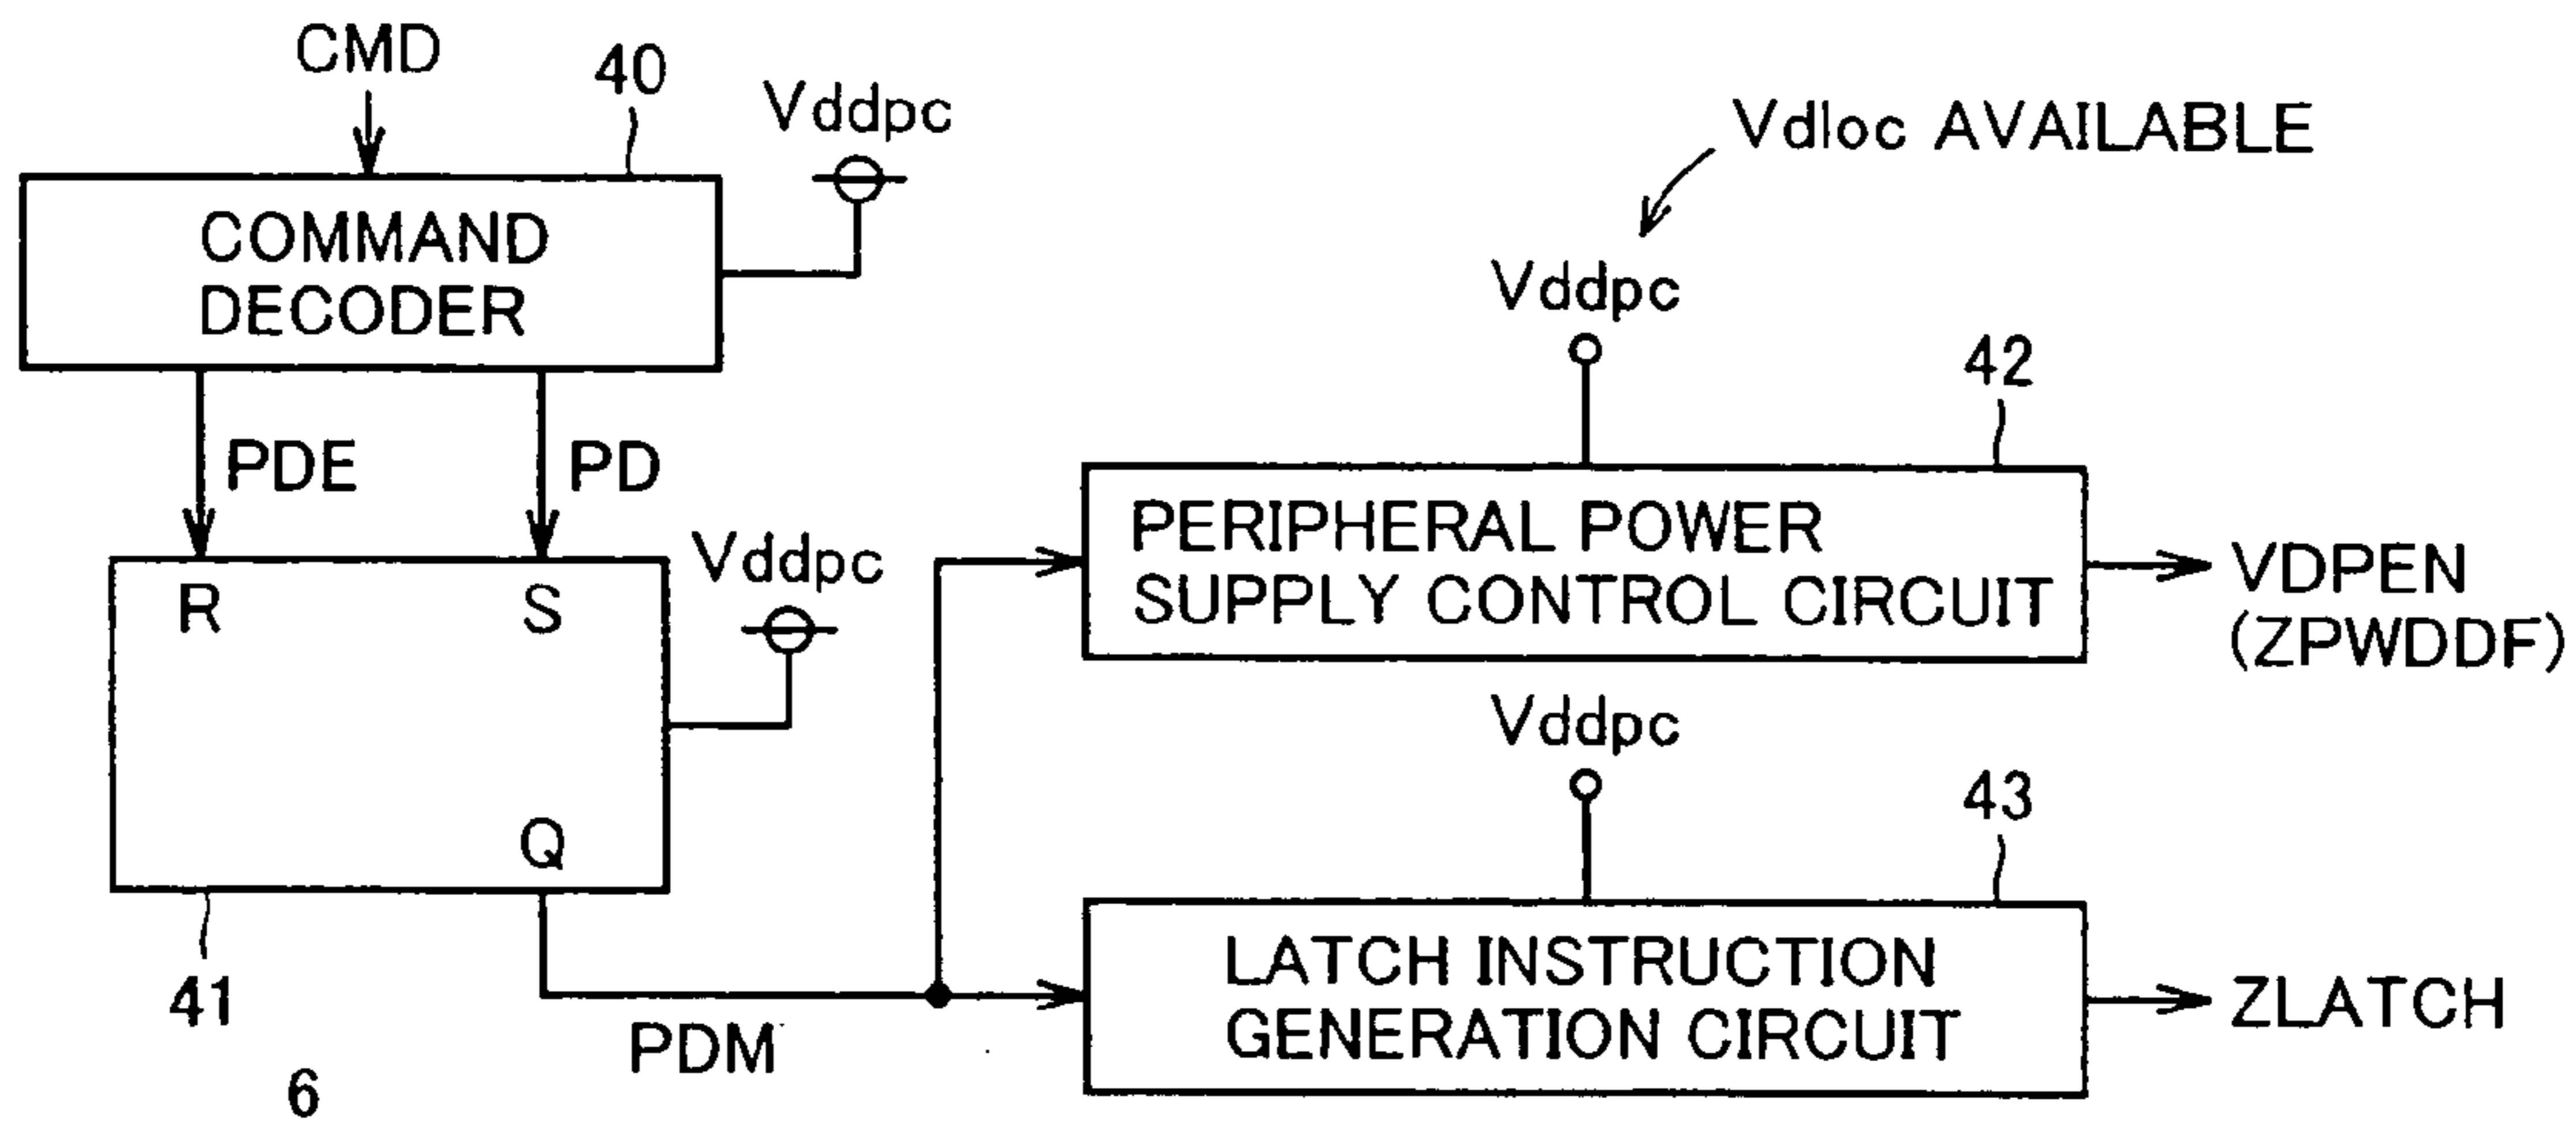 CMD
40
Vddpc
Vdloc AVAILABLE
COMMAND
DECODER
Vddpc
42
PDE
PD
Vddpc
PERIPHERAL POWER
SUPPLY CONTROL CIRCUIT
VDPEN
(ZPWDDF)
R
S
Vddpc
43
Q
LATCH INSTRUCTION
GENERATION CIRCUIT
ZLATCH
41
PDM
6